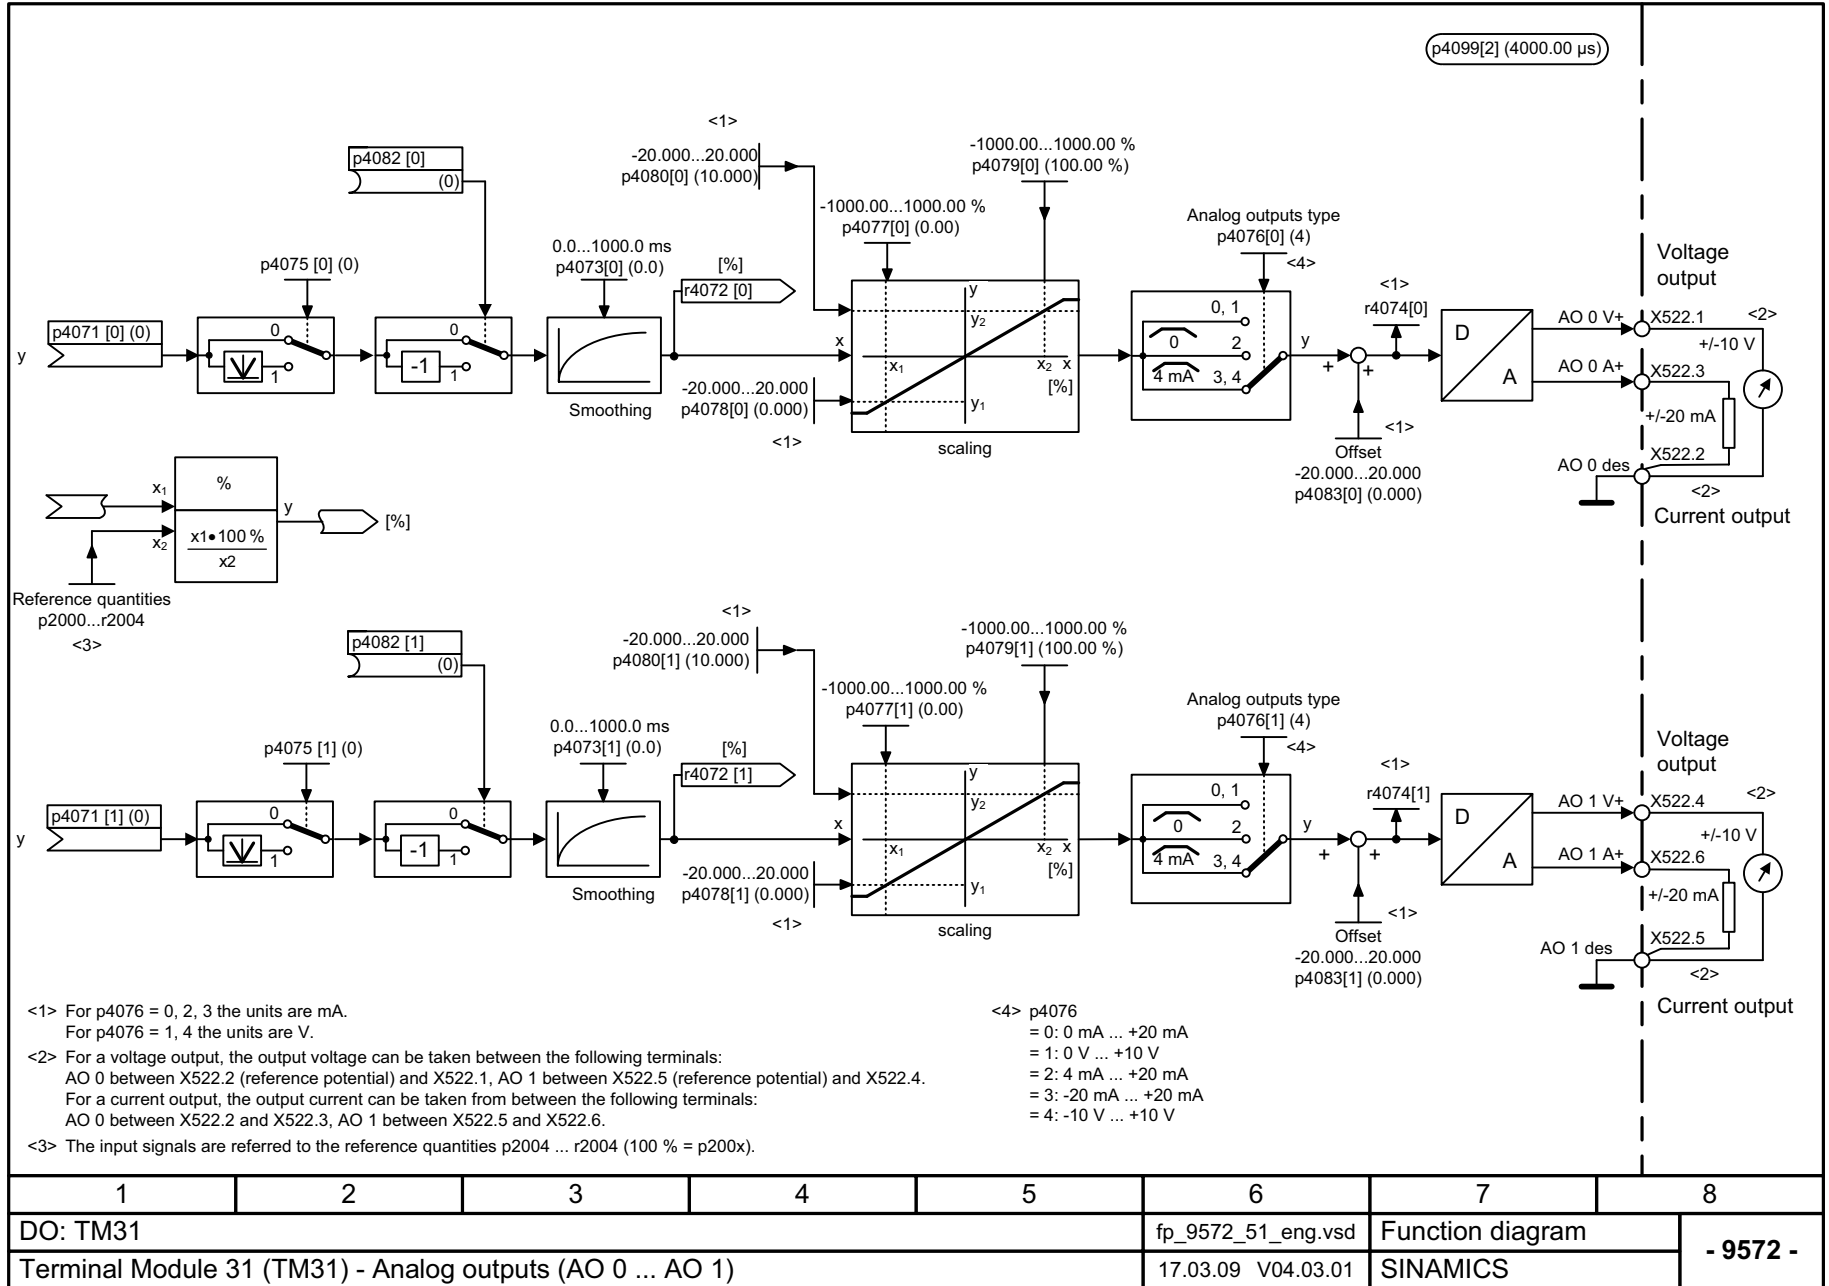 p4099[2] (4000.00 µs)
<1>
-20.000...20.000
p4080[0] (10.000)
-1000.00...1000.00 %
p4079[0] (100.00 %)
p4082 [0]
(0)
-1000.00...1000.00 %
p4077[0] (0.00)
Analog outputs type
p4076[0] (4)
<4>
Voltage
output
p4075 [0] (0)
0.0...1000.0 ms
p4073[0] (0.0)
[%]
r4072 [0]
<1>
r4074[0]
y
p4071 [0] (0)
0
1
0
-1
1
Smoothing
x
y
y2
x1
x2 x
[%]
y1
scaling
-20.000...20.000
p4078[0] (0.000)
<1>
0, 1
0
2
4 mA
3, 4
y
+
+
<1>
Offset
-20.000...20.000
p4083[0] (0.000)
D
A
AO 0 V+
X522.1
<2>
+/-10 V
AO 0 A+
X522.3
+/-20 mA
AO 0 des
X522.2
<2>
Current output
x1
x2
%
x1•100 %
x2
y
[%]
Reference quantities
p2000...r2004
<3>
<1>
-20.000...20.000
p4080[1] (10.000)
-1000.00...1000.00 %
p4079[1] (100.00 %)
p4082 [1]
(0)
-1000.00...1000.00 %
p4077[1] (0.00)
Analog outputs type
p4076[1] (4)
<4>
Voltage
output
p4075 [1] (0)
0.0...1000.0 ms
p4073[1] (0.0)
[%]
r4072 [1]
<1>
r4074[1]
y
p4071 [1] (0)
0
1
0
-1
1
Smoothing
x
y
y2
x1
x2 x
[%]
y1
scaling
-20.000...20.000
p4078[1] (0.000)
<1>
0, 1
0
2
4 mA
3, 4
y
+
+
<1>
Offset
-20.000...20.000
p4083[1] (0.000)
D
A
AO 1 V+
X522.4
<2>
+/-10 V
AO 1 A+
X522.6
+/-20 mA
AO 1 des
X522.5
<2>
Current output
<1> For p4076 = 0, 2, 3 the units are mA.
For p4076 = 1, 4 the units are V.
<2> For a voltage output, the output voltage can be taken between the following terminals:
AO 0 between X522.2 (reference potential) and X522.1, AO 1 between X522.5 (reference potential) and X522.4.
For a current output, the output current can be taken from between the following terminals:
AO 0 between X522.2 and X522.3, AO 1 between X522.5 and X522.6.
<3> The input signals are referred to the reference quantities p2004 ... r2004 (100 % = p200x).
<4> p4076
= 0: 0 mA ... +20 mA
= 1: 0 V ... +10 V
= 2: 4 mA ... +20 mA
= 3: -20 mA ... +20 mA
= 4: -10 V ... +10 V
1 2 3 4 5 6 7 8
DO: TM31
fp_9572_51_eng.vsd
Function diagram
- 9572 -
Terminal Module 31 (TM31) - Analog outputs (AO 0 ... AO 1)
17.03.09 V04.03.01
SINAMICS